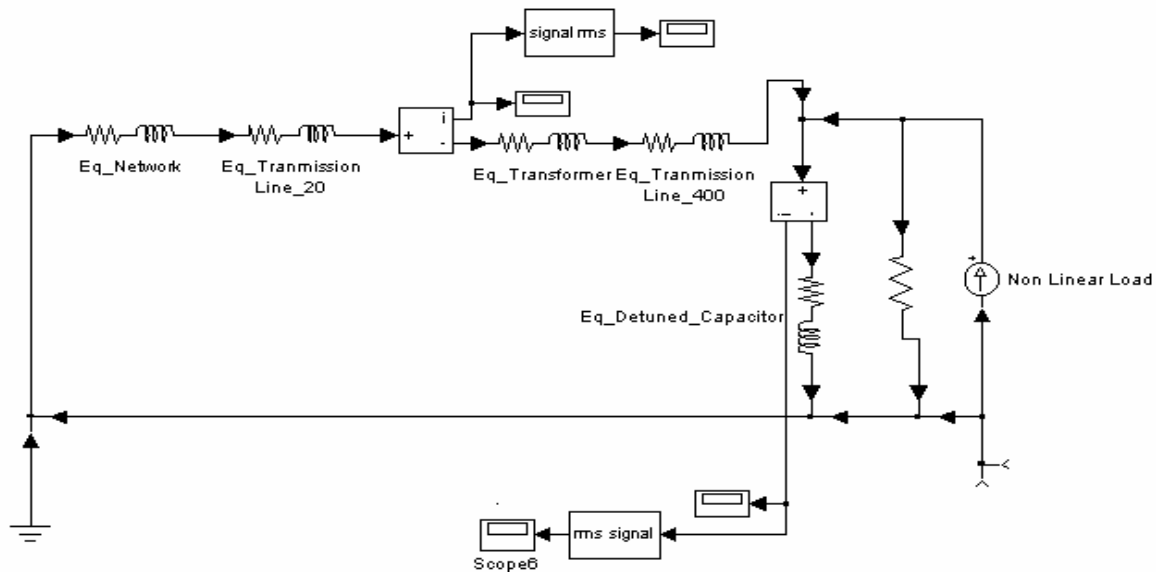 signal rms
i
+
-
Eq_Network
Eq_Tranmission
Line_20
Eq_Transformer
Eq_Tranmission
Line_400
+
+
Non Linear Load
Eq_Detuned_Capacitor
rms signal
Scope6